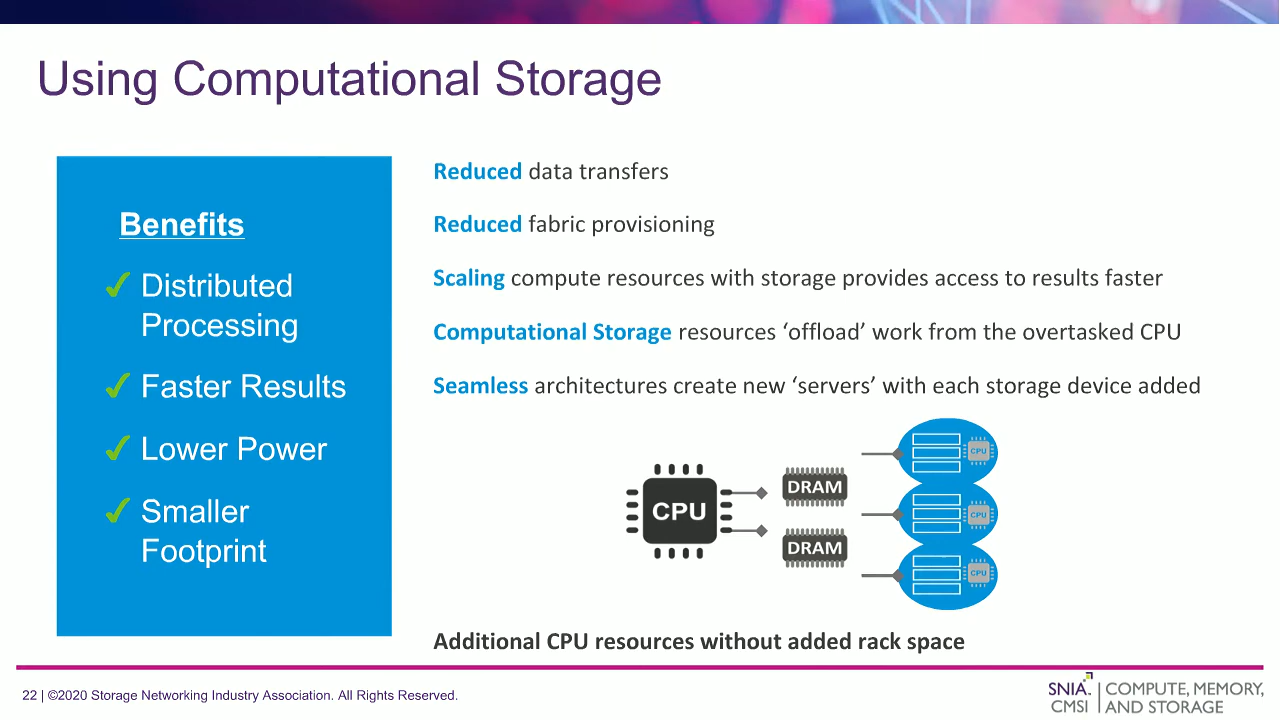 Using Computational Storage
Benefits
✔ Distributed
Processing
✔ Faster Results
✔ Lower Power
✔ Smaller
Footprint
Reduced data transfers
Reduced fabric provisioning
Scaling compute resources with storage provides access to results faster
Computational Storage resources ‘offload’ work from the overtasked CPU
Seamless architectures create new ‘servers’ with each storage device added
CPU
DRAM
DRAM
CPU
CPU
CPU
Additional CPU resources without added rack space
22 | ©2020 Storage Networking Industry Association. All Rights Reserved.
SNIA.
CMSI
COMPUTE, MEMORY,
AND STORAGE